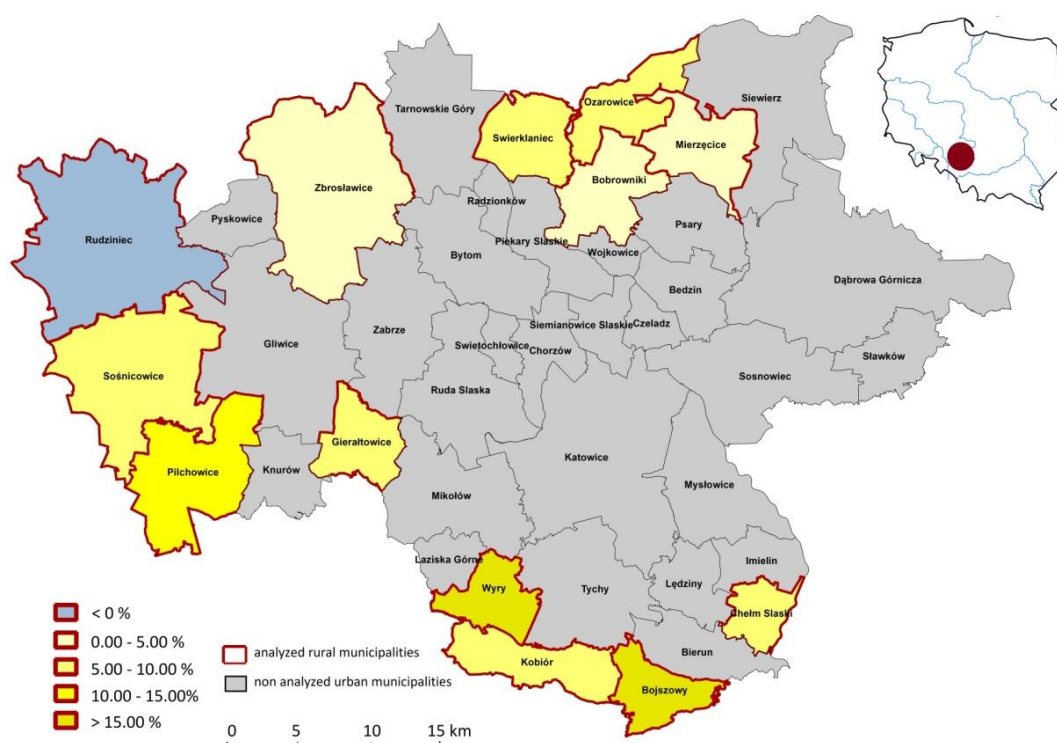 Siewierz
Tarnowskie Góry
Ozarowice
Swierklaniec
Mierzęcice
Zbrosławice
Bobrowniki
Radzionków
Pyskowice
Psary
Rudziniec
Piekary Slaskie
Wojkowice
Bytom
Dąbrowa Górnicza
Bedzin
Siemianowice Slaskie
Czeladz
Zabrze
Gliwice
Swietochłowice
Chorzów
Sławków
Sośnicowice
Sosnowiec
Ruda Slaska
Gierałtowice
Katowice
Pilchowice
Knurów
Mysłowice
Mikołów
Laziska Górne
Imielin
Wyry
Tychy
Lędziny
Chełm Slaski
Bierun
Kobiór
Bojszowy
< 0 %
0.00 - 5.00 %
5.00 - 10.00 %
10.00 - 15.00%
> 15.00 %
analyzed rural municipalities
non analyzed urban municipalities
0 5 10 15 km